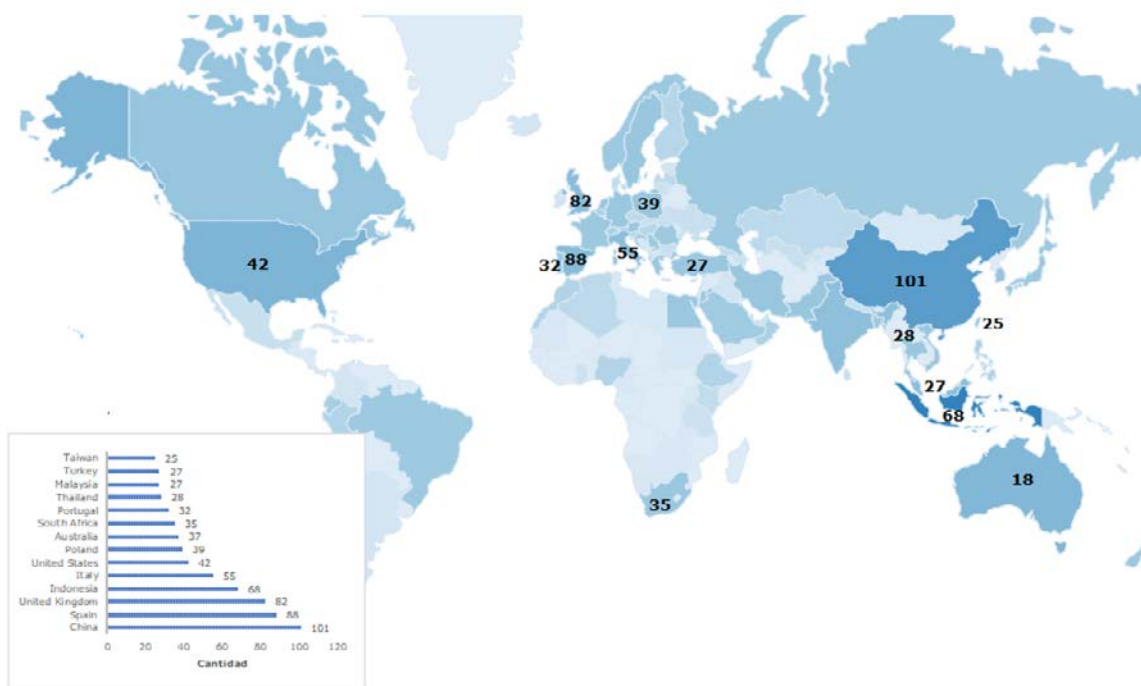 82
39
42
32
88
55
27
101
25
28
27
68
18
35
Taiwan 25
Turkey 27
Malaysia 27
Thailand 28
Portugal 32
South Africa 35
Australia 37
Poland 39
United States 42
Italy 55
Indonesia 68
United Kingdom 82
Spain 88
China 101
0 20 40 60 80 100 120
Cantidad